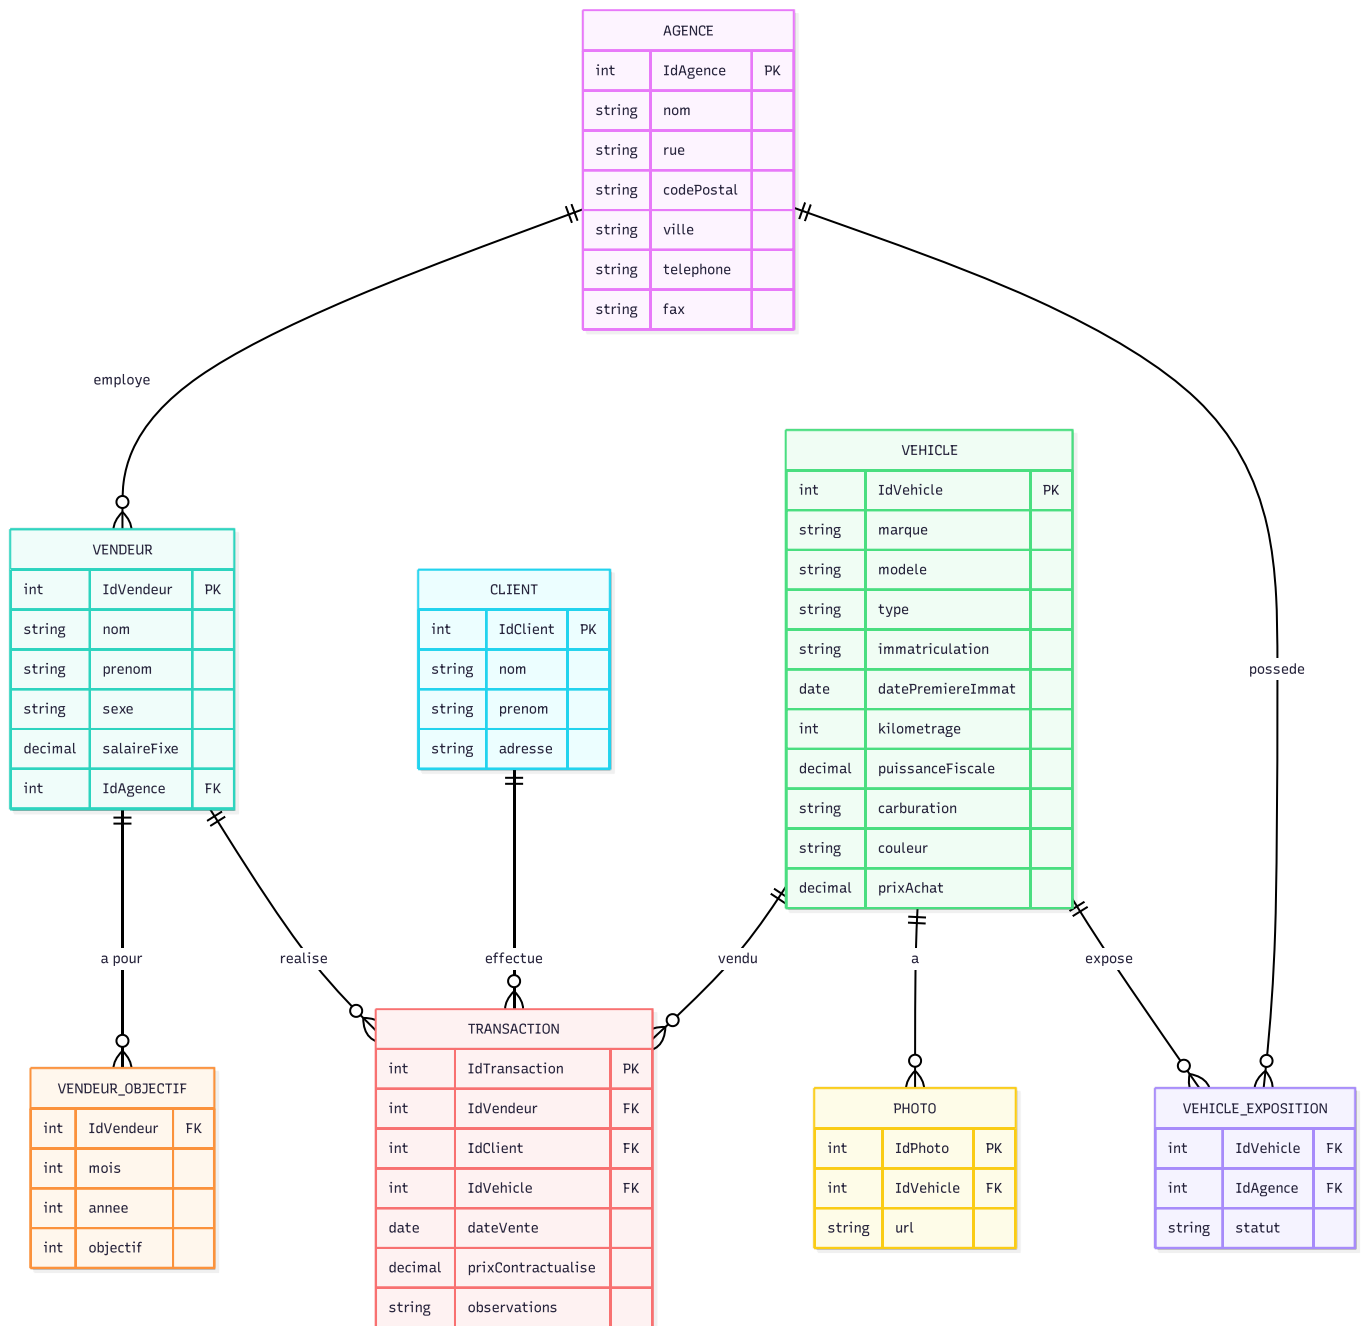 AGENCE
int IdAgence PK
string nom
string rue
string codePostal
string ville
string telephone
string fax
employe
possede
VENDEUR
int IdVendeur PK
string nom
string prenom
string sexe
decimal salaireFixe
int IdAgence FK
CLIENT
int IdClient PK
string nom
string prenom
string adresse
VEHICLE
int IdVehicle PK
string marque
string modele
string type
string immatriculation
date datePremiereImmat
int kilometrage
decimal puissanceFiscale
string carburation
string couleur
decimal prixAchat
a pour
realise
effectue
vendu
a
expose
VENDEUR_OBJECTIF
int IdVendeur FK
int mois
int annee
int objectif
TRANSACTION
int IdTransaction PK
int IdVendeur FK
int IdClient FK
int IdVehicle FK
date dateVente
decimal prixContractualise
string observations
PHOTO
int IdPhoto PK
int IdVehicle FK
string url
VEHICLE_EXPOSITION
int IdVehicle FK
int IdAgence FK
string statut